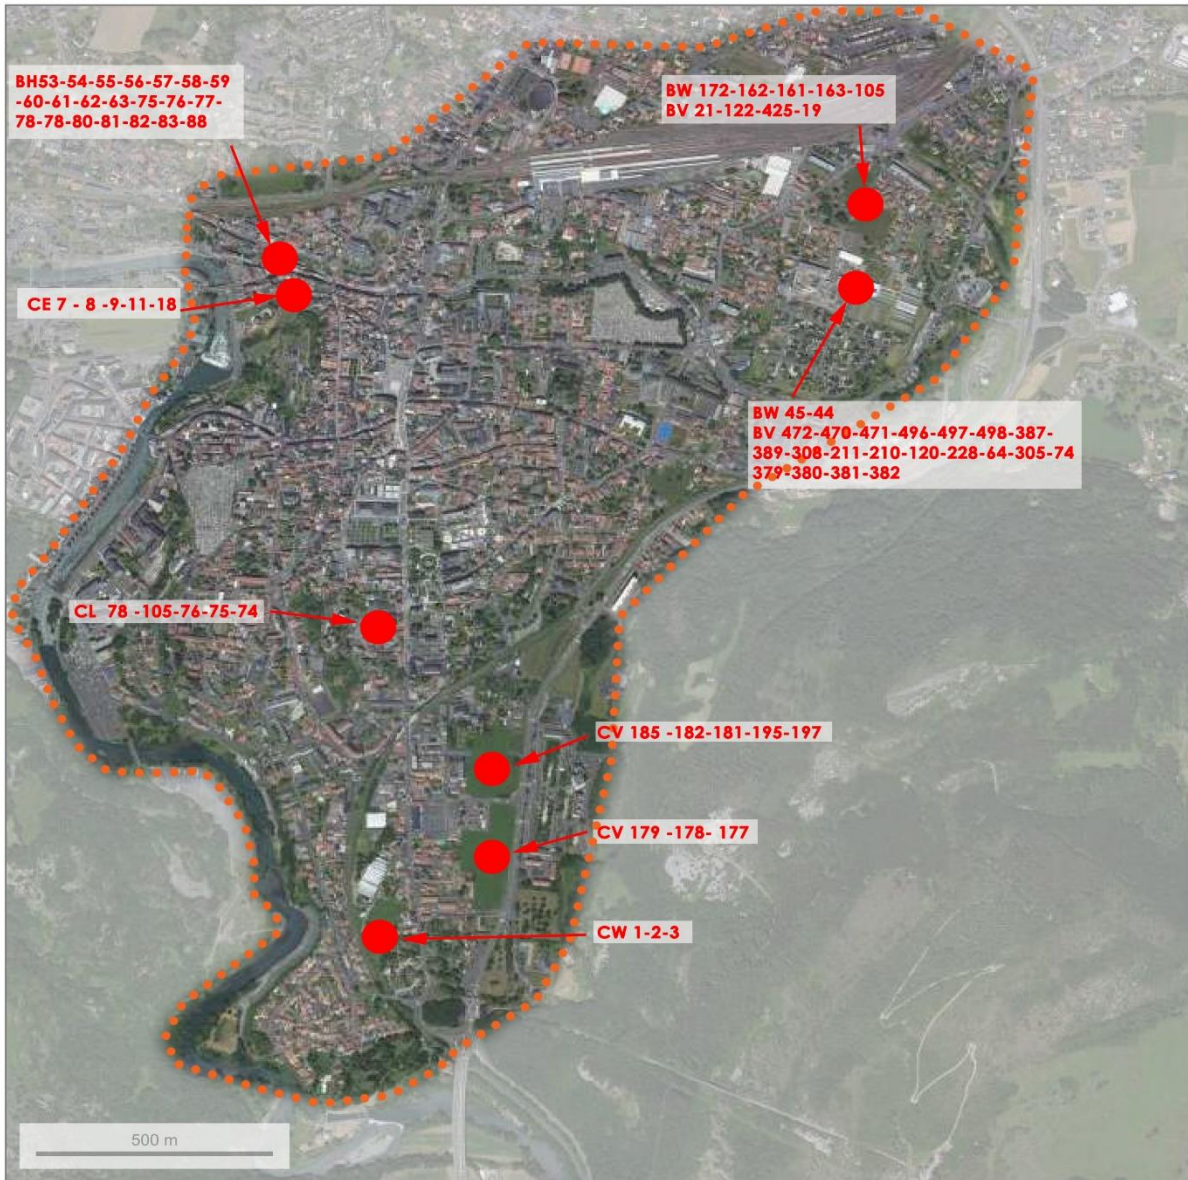 BH53-54-55-56-57-58-59
-60-61-62-63-75-76-77-
78-78-80-81-82-83-88
BW 172-162-161-163-105
BV 21-122-425-19
CE 7 - 8 -9-11-18
BW 45-44
BV 472-470-471-496-497-498-387-
389-308-211-210-120-228-64-305-74
379-380-381-382
CL 78 -105-76-75-74
CV 185 -182-181-195-197
CV 179 -178- 177
CW 1-2-3
500 m